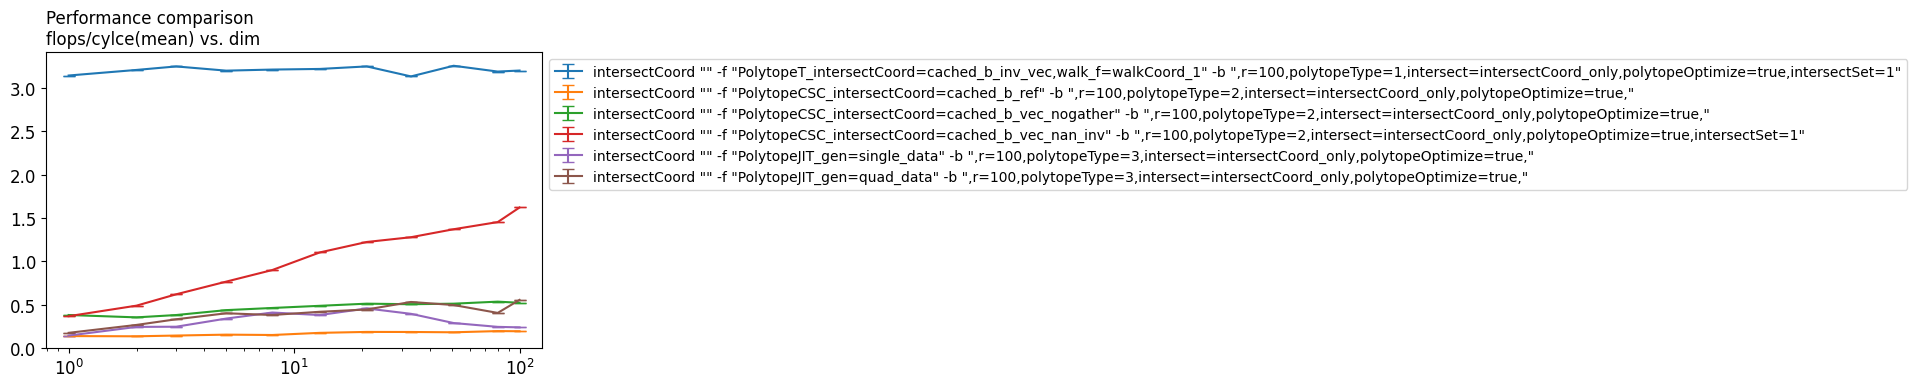 Performance comparison
flops/cylce(mean) vs. dim
3.0
2.5
2.0
1.5
1.0
0.5
0.0
10^0
10^1
10^2
intersectCoord "" -f "PolytopeT_intersectCoord=cached_b_inv_vec,walk_f=walkCoord_1" -b ",r=100,polytopeType=1,intersect=intersectCoord_only,polytopeOptimize=true,intersectSet=1"
intersectCoord "" -f "PolytopeCSC_intersectCoord=cached_b_ref" -b ",r=100,polytopeType=2,intersect=intersectCoord_only,polytopeOptimize=true,"
intersectCoord "" -f "PolytopeCSC_intersectCoord=cached_b_vec_nogather" -b ",r=100,polytopeType=2,intersect=intersectCoord_only,polytopeOptimize=true,"
intersectCoord "" -f "PolytopeCSC_intersectCoord=cached_b_vec_nan_inv" -b ",r=100,polytopeType=2,intersect=intersectCoord_only,polytopeOptimize=true,intersectSet=1"
intersectCoord "" -f "PolytopeJIT_gen=single_data" -b ",r=100,polytopeType=3,intersect=intersectCoord_only,polytopeOptimize=true,"
intersectCoord "" -f "PolytopeJIT_gen=quad_data" -b ",r=100,polytopeType=3,intersect=intersectCoord_only,polytopeOptimize=true,"